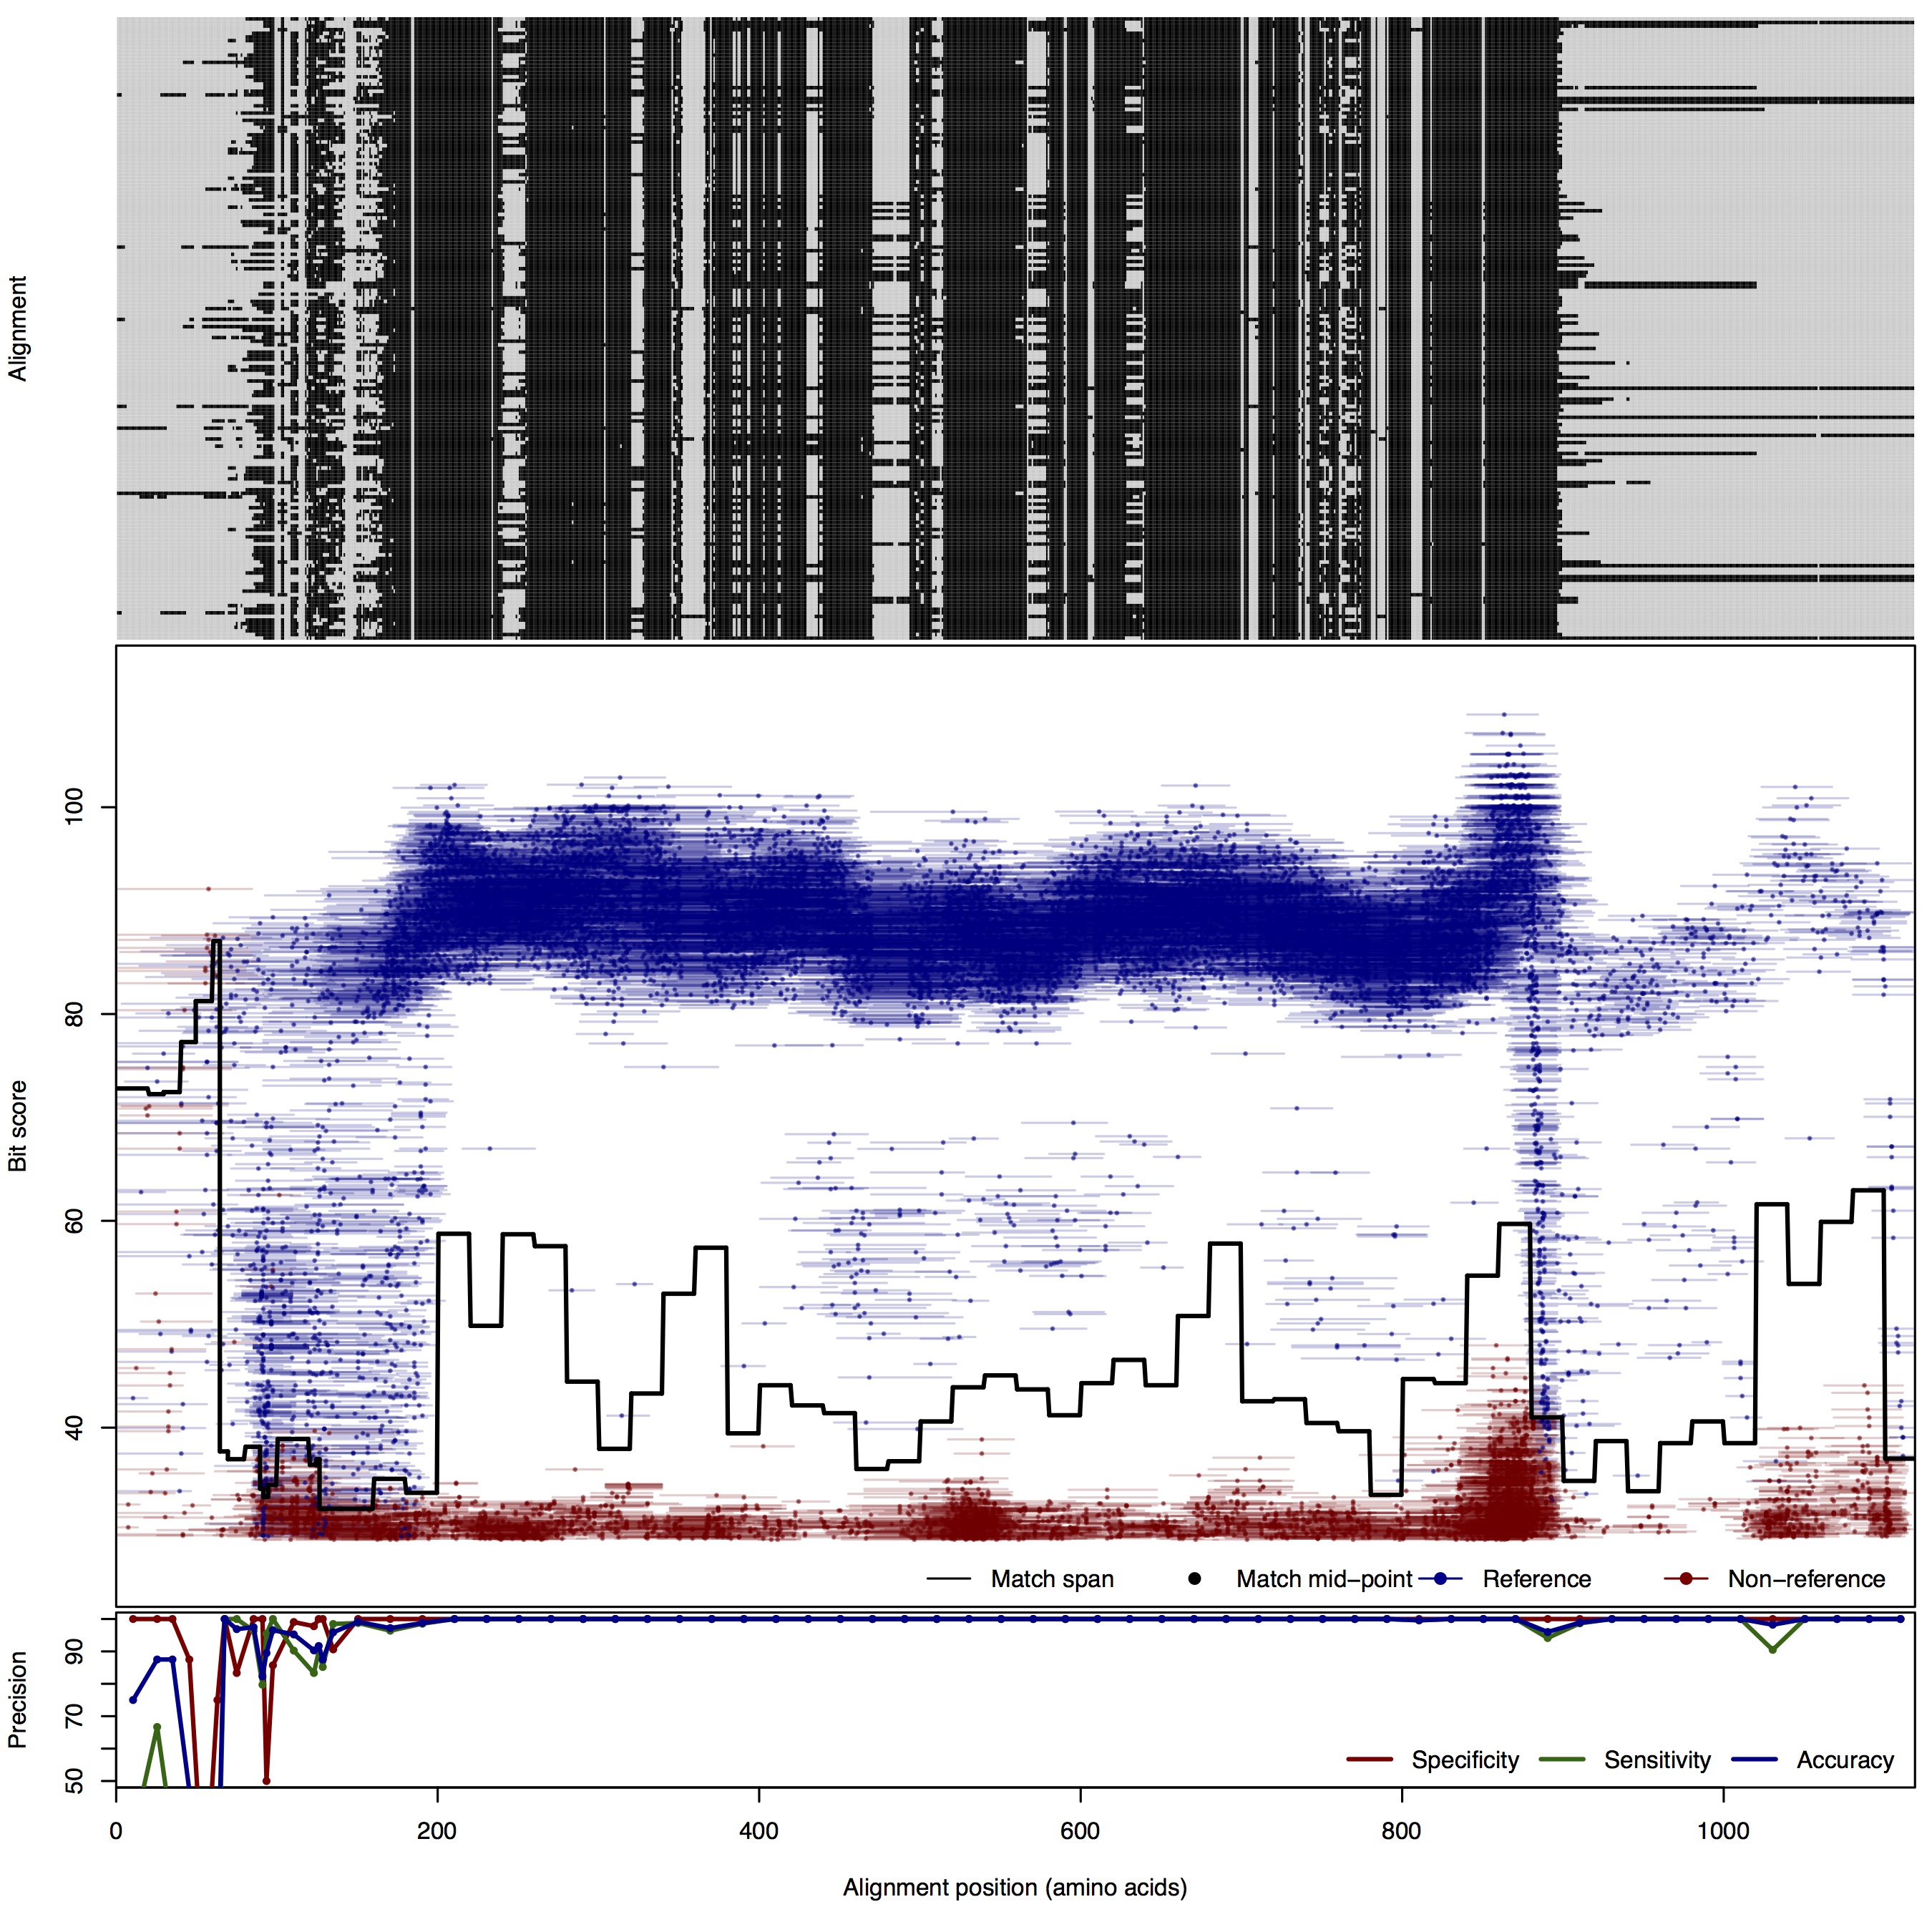 Alignment
Bit score
100
80
60
40
Match span
Match mid−point
Reference
Non−reference
Precision
90
70
50
Specificity
Sensitivity
Accuracy
0
200
400
600
800
1000
Alignment position (amino acids)